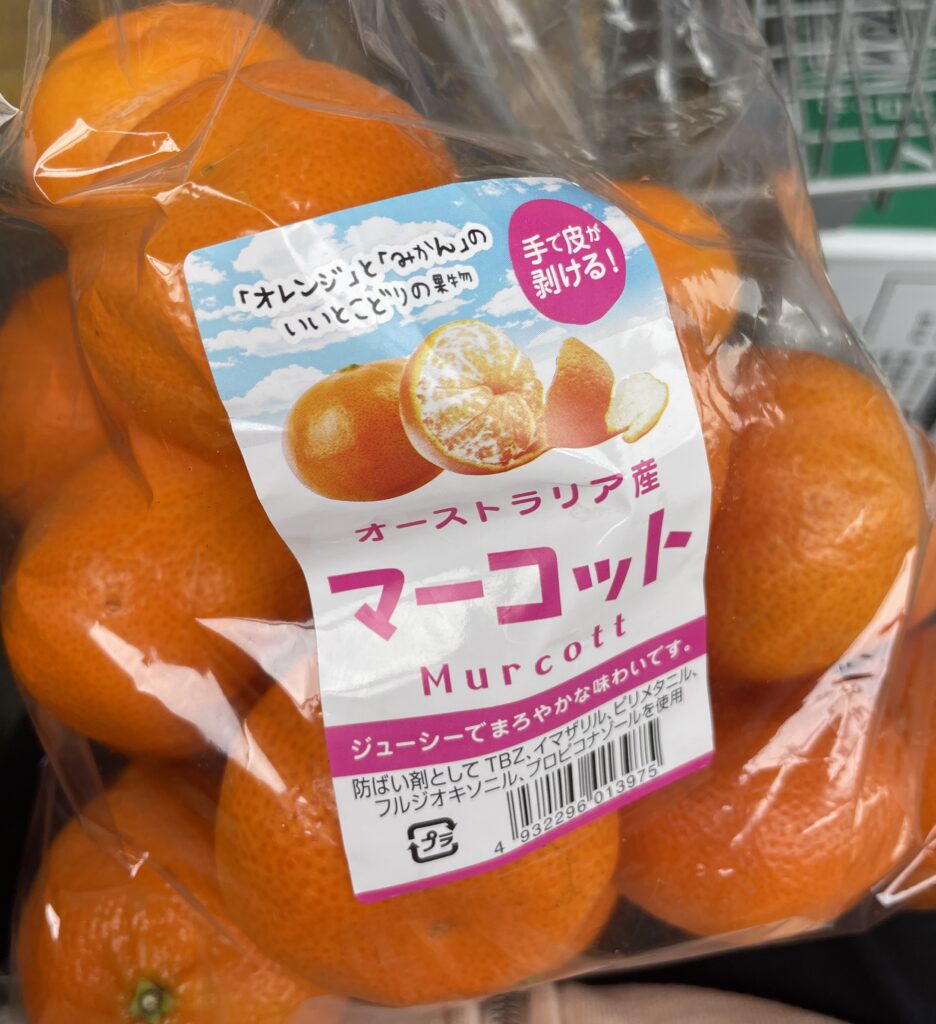 「オレンジ」と「みかん」の
いいとこどりの果物
手で皮が
剥ける!
オーストラリア産
マーコット
Murcott
ジューシーでまろやかな味わいです。
防ばい剤として TBZ、イマザリル、ピリメタニル、
フルジオキソニル、プロピコナゾールを使用
プラ
4 932296 013975